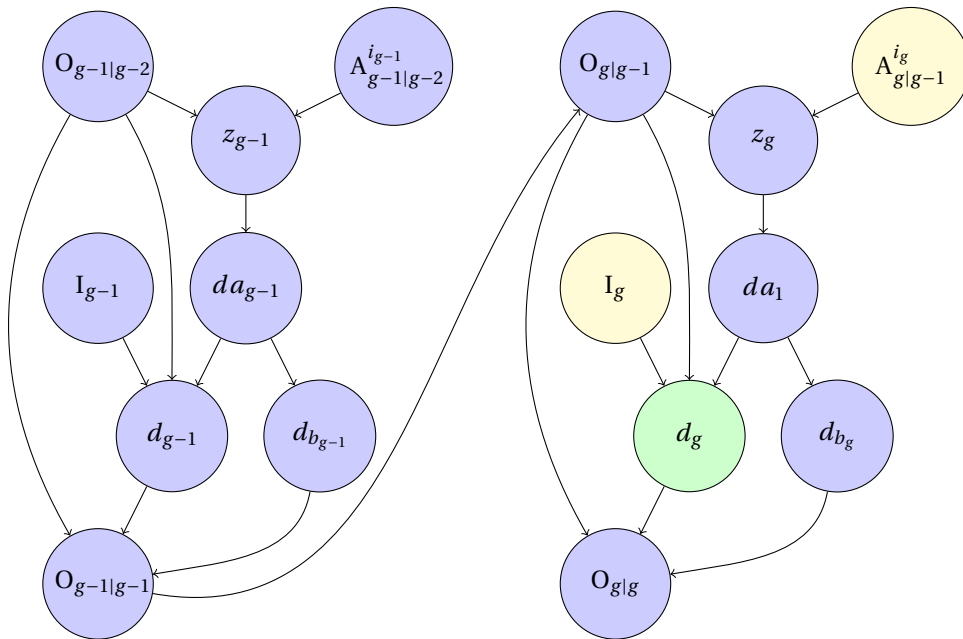 O_{g−1|g−2}
A^{i_{g−1}}_{g−1|g−2}
O_{g|g−1}
A^{i_g}_{g|g−1}
z_{g−1}
z_g
I_{g−1}
da_{g−1}
I_g
da_1
d_{g−1}
d_{b_{g−1}}
d_g
d_{b_g}
O_{g−1|g−1}
O_{g|g}